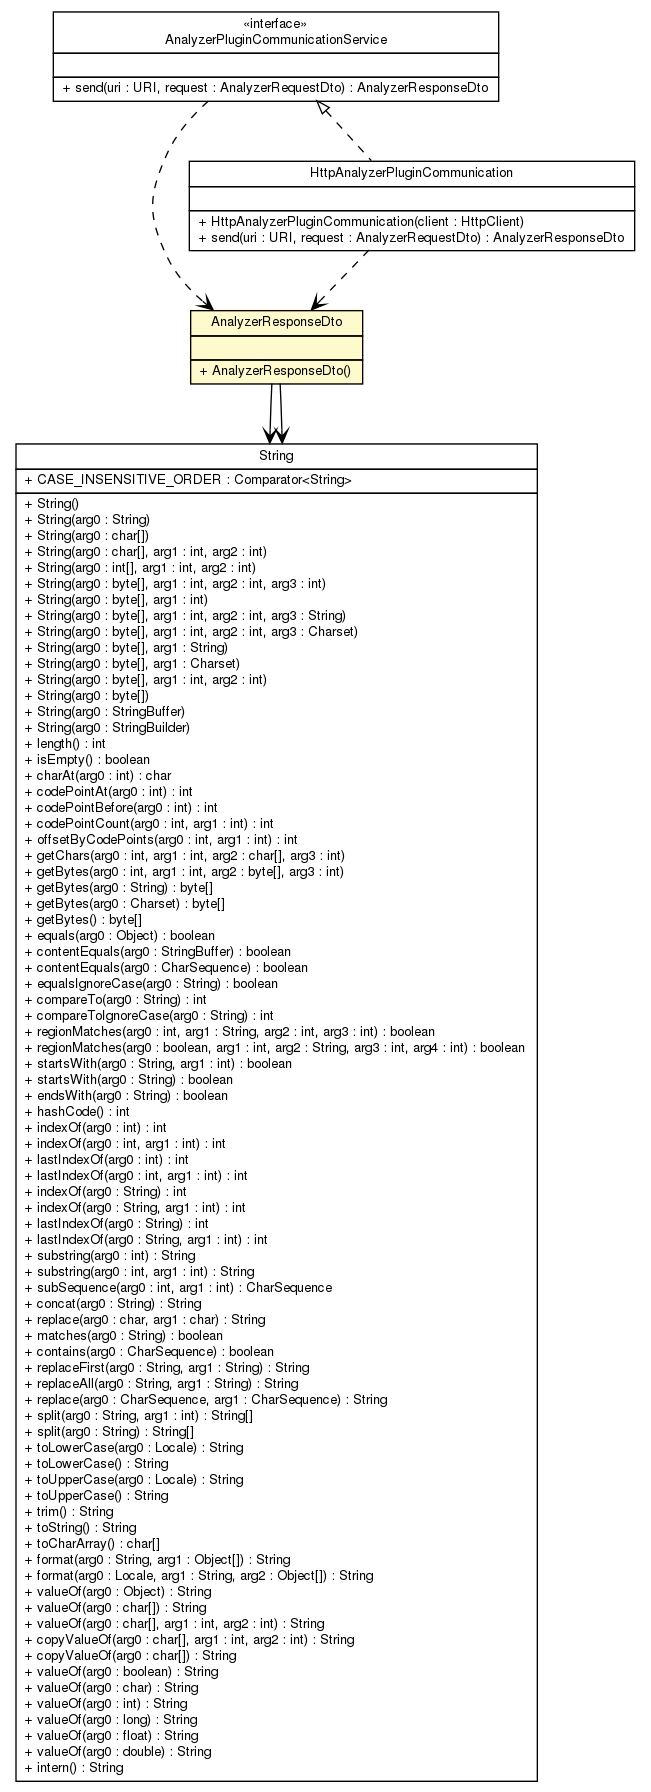 «interface»
AnalyzerPluginCommunicationService
+ send(uri : URI, request : AnalyzerRequestDto) : AnalyzerResponseDto
HttpAnalyzerPluginCommunication
+ HttpAnalyzerPluginCommunication(client : HttpClient)
+ send(uri : URI, request : AnalyzerRequestDto) : AnalyzerResponseDto
AnalyzerResponseDto
+ AnalyzerResponseDto()
String
+ CASE_INSENSITIVE_ORDER : Comparator<String>
+ String()
+ String(arg0 : String)
+ String(arg0 : char[])
+ String(arg0 : char[], arg1 : int, arg2 : int)
+ String(arg0 : int[], arg1 : int, arg2 : int)
+ String(arg0 : byte[], arg1 : int, arg2 : int, arg3 : int)
+ String(arg0 : byte[], arg1 : int)
+ String(arg0 : byte[], arg1 : int, arg2 : int, arg3 : String)
+ String(arg0 : byte[], arg1 : int, arg2 : int, arg3 : Charset)
+ String(arg0 : byte[], arg1 : String)
+ String(arg0 : byte[], arg1 : Charset)
+ String(arg0 : byte[], arg1 : int, arg2 : int)
+ String(arg0 : byte[])
+ String(arg0 : StringBuffer)
+ String(arg0 : StringBuilder)
+ length() : int
+ isEmpty() : boolean
+ charAt(arg0 : int) : char
+ codePointAt(arg0 : int) : int
+ codePointBefore(arg0 : int) : int
+ codePointCount(arg0 : int, arg1 : int) : int
+ offsetByCodePoints(arg0 : int, arg1 : int) : int
+ getChars(arg0 : int, arg1 : int, arg2 : char[], arg3 : int)
+ getBytes(arg0 : int, arg1 : int, arg2 : byte[], arg3 : int)
+ getBytes(arg0 : String) : byte[]
+ getBytes(arg0 : Charset) : byte[]
+ getBytes() : byte[]
+ equals(arg0 : Object) : boolean
+ contentEquals(arg0 : StringBuffer) : boolean
+ contentEquals(arg0 : CharSequence) : boolean
+ equalsIgnoreCase(arg0 : String) : boolean
+ compareTo(arg0 : String) : int
+ compareToIgnoreCase(arg0 : String) : int
+ regionMatches(arg0 : int, arg1 : String, arg2 : int, arg3 : int) : boolean
+ regionMatches(arg0 : boolean, arg1 : int, arg2 : String, arg3 : int, arg4 : int) : boolean
+ startsWith(arg0 : String, arg1 : int) : boolean
+ startsWith(arg0 : String) : boolean
+ endsWith(arg0 : String) : boolean
+ hashCode() : int
+ indexOf(arg0 : int) : int
+ indexOf(arg0 : int, arg1 : int) : int
+ lastIndexOf(arg0 : int) : int
+ lastIndexOf(arg0 : int, arg1 : int) : int
+ indexOf(arg0 : String) : int
+ indexOf(arg0 : String, arg1 : int) : int
+ lastIndexOf(arg0 : String) : int
+ lastIndexOf(arg0 : String, arg1 : int) : int
+ substring(arg0 : int) : String
+ substring(arg0 : int, arg1 : int) : String
+ subSequence(arg0 : int, arg1 : int) : CharSequence
+ concat(arg0 : String) : String
+ replace(arg0 : char, arg1 : char) : String
+ matches(arg0 : String) : boolean
+ contains(arg0 : CharSequence) : boolean
+ replaceFirst(arg0 : String, arg1 : String) : String
+ replaceAll(arg0 : String, arg1 : String) : String
+ replace(arg0 : CharSequence, arg1 : CharSequence) : String
+ split(arg0 : String, arg1 : int) : String[]
+ split(arg0 : String) : String[]
+ toLowerCase(arg0 : Locale) : String
+ toLowerCase() : String
+ toUpperCase(arg0 : Locale) : String
+ toUpperCase() : String
+ trim() : String
+ toString() : String
+ toCharArray() : char[]
+ format(arg0 : String, arg1 : Object[]) : String
+ format(arg0 : Locale, arg1 : String, arg2 : Object[]) : String
+ valueOf(arg0 : Object) : String
+ valueOf(arg0 : char[]) : String
+ valueOf(arg0 : char[], arg1 : int, arg2 : int) : String
+ copyValueOf(arg0 : char[], arg1 : int, arg2 : int) : String
+ copyValueOf(arg0 : char[]) : String
+ valueOf(arg0 : boolean) : String
+ valueOf(arg0 : char) : String
+ valueOf(arg0 : int) : String
+ valueOf(arg0 : long) : String
+ valueOf(arg0 : float) : String
+ valueOf(arg0 : double) : String
+ intern() : String